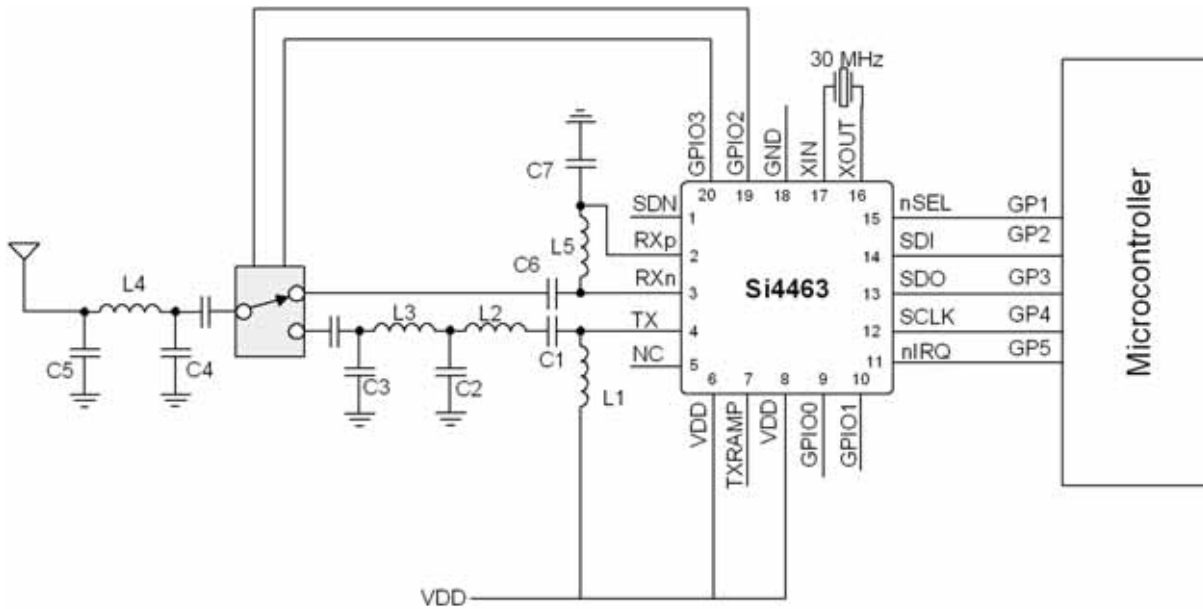 30 MHz
GPIO3
GPIO2
GND
XIN
XOUT
20
19
18
17
16
C7
SDN
1
15
nSEL
GP1
L5
RXp
2
14
SDI
GP2
C6
RXn
3
Si4463
13
SDO
GP3
L4
L3
L2
TX
4
12
SCLK
GP4
C1
NC
5
11
nIRQ
GP5
C5
C4
C3
C2
L1
6
7
8
9
10
VDD
TXRAMP
VDD
GPIO0
GPIO1
Microcontroller
VDD